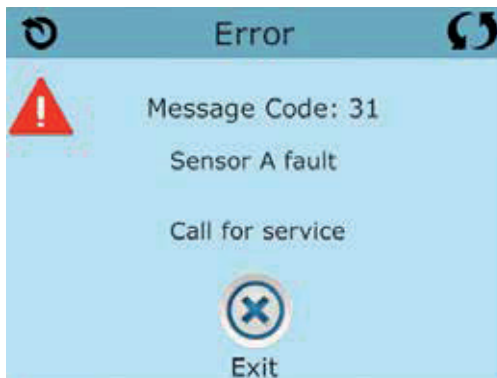 Error
Message Code: 31
Sensor A fault
Call for service
Exit